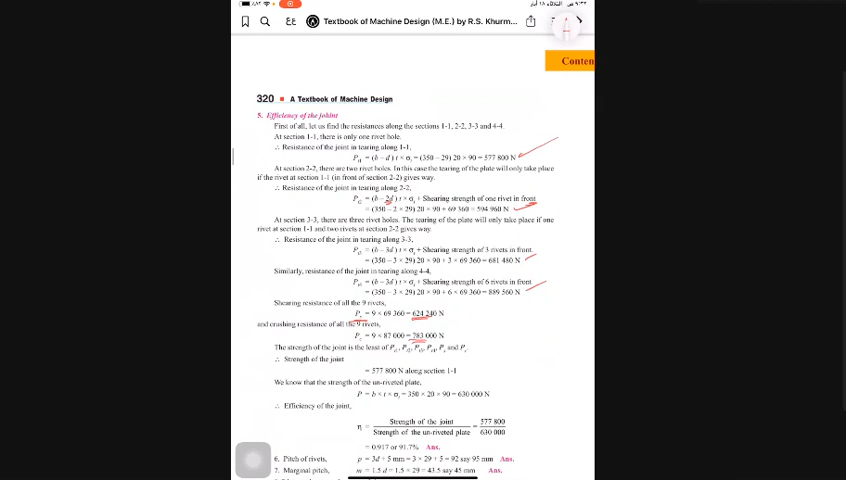 Textbook of Machine Design (M.E.) by R.S. Khurm...
Conten
320 ■ A Textbook of Machine Design
5. Efficiency of the jobint
First of all, let us find the resistances along the sections 1-1, 2-2, 3-3 and 4-4.
At section 1-1, there is only one rivet hole.
∴ Resistance of the joint in tearing along 1-1,
Pt1 = (b – d) t × σt = (350 – 29) 20 × 90 = 577 800 N
At section 2-2, there are two rivet holes. In this case the tearing of the plate will only take place
if the rivet at section 1-1 (in front of section 2-2) gives way.
∴ Resistance of the joint in tearing along 2-2,
Pt2 = (b – 2d) t × σt + Shearing strength of one rivet in front
= (350 – 2 × 29) 20 × 90 + 69 360 = 594 960 N
At section 3-3, there are three rivet holes. The tearing of the plate will only take place if one
rivet at section 1-1 and two rivets at section 2-2 gives way.
∴ Resistance of the joint in tearing along 3-3,
Pt3 = (b – 3d) t × σt + Shearing strength of 3 rivets in front.
= (350 – 3 × 29) 20 × 90 + 3 × 69 360 = 681 480 N
Similarly, resistance of the joint in tearing along 4-4,
Pt4 = (b – 3d) t × σt + Shearing strength of 6 rivets in front
= (350 – 3 × 29) 20 × 90 + 6 × 69 360 = 889 560 N
Shearing resistance of all the 9 rivets,
Ps = 9 × 69 360 = 624 240 N
and crushing resistance of all the 9 rivets,
Pc = 9 × 87 000 = 783 000 N
The strength of the joint is the least of Pt1, Pt2, Pt3, Pt4, Ps and Pc
∴ Strength of the joint
= 577 800 N along section 1-1
We know that the strength of the un-riveted plate,
P = b × t × σt = 350 × 20 × 90 = 630 000 N
∴ Efficiency of the joint,
η = Strength of the joint / Strength of the un-riveted plate = 577 800 / 630 000
= 0.917 or 91.7% Ans.
6. Pitch of rivets, p = 3d + 5 mm = 3 × 29 + 5 = 92 say 95 mm Ans.
7. Marginal pitch, m = 1.5 d = 1.5 × 29 = 43.5 say 45 mm Ans.